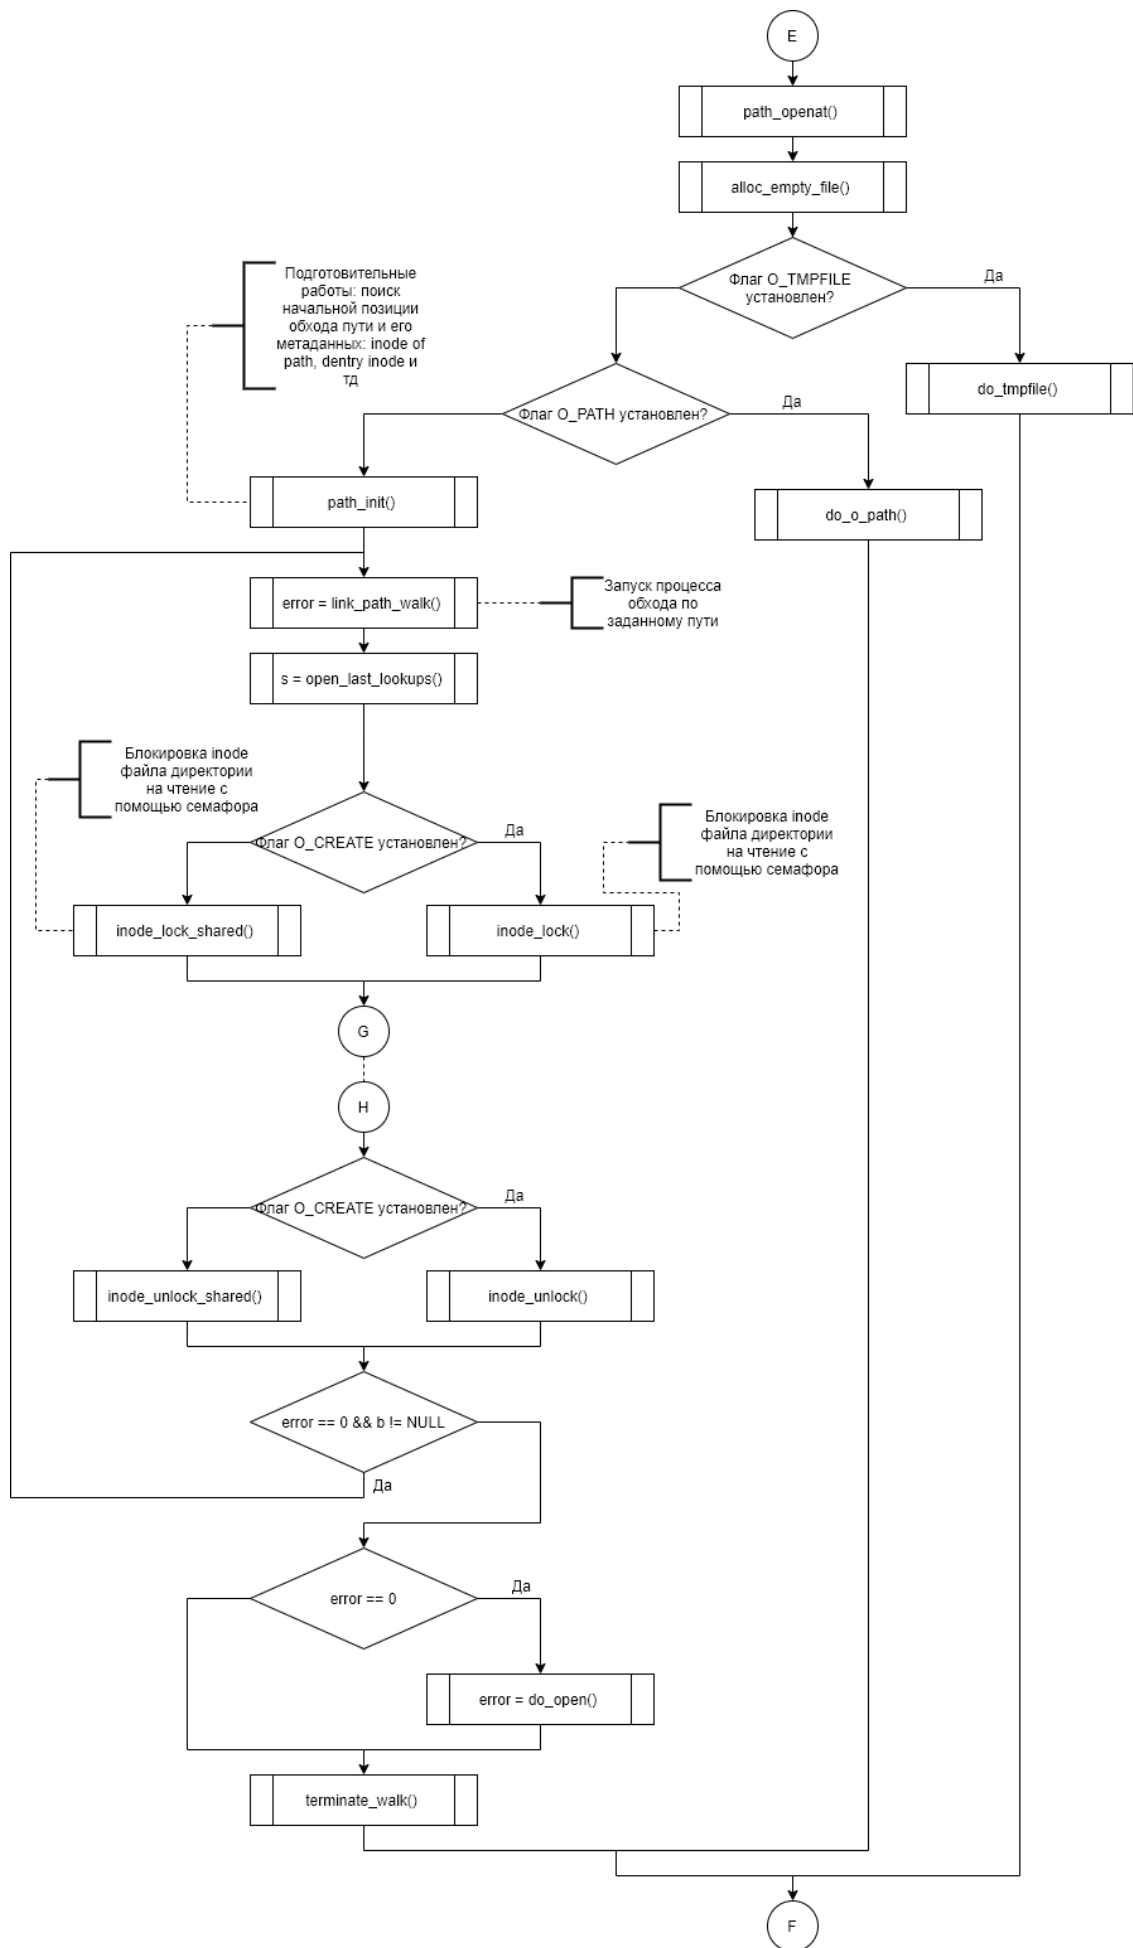 E
path_openat()
alloc_empty_file()
Флаг O_TMPFILE
установлен?
Да
Подготовительные
работы: поиск
начальной позиции
обхода пути и его
метаданных: inode of
path, dentry inode и
тд
do_tmpfile()
Флаг O_PATH установлен?
Да
path_init()
do_o_path()
error = link_path_walk()
Запуск процесса
обхода по
заданному пути
s = open_last_lookups()
Блокировка inode
файла директории
на чтение с
помощью семафора
Флаг O_CREATE установлен?
Да
Блокировка inode
файла директории
на чтение с
помощью семафора
inode_lock_shared()
inode_lock()
G
H
Флаг O_CREATE установлен?
Да
inode_unlock_shared()
inode_unlock()
error == 0 && b != NULL
Да
error == 0
Да
error = do_open()
terminate_walk()
F